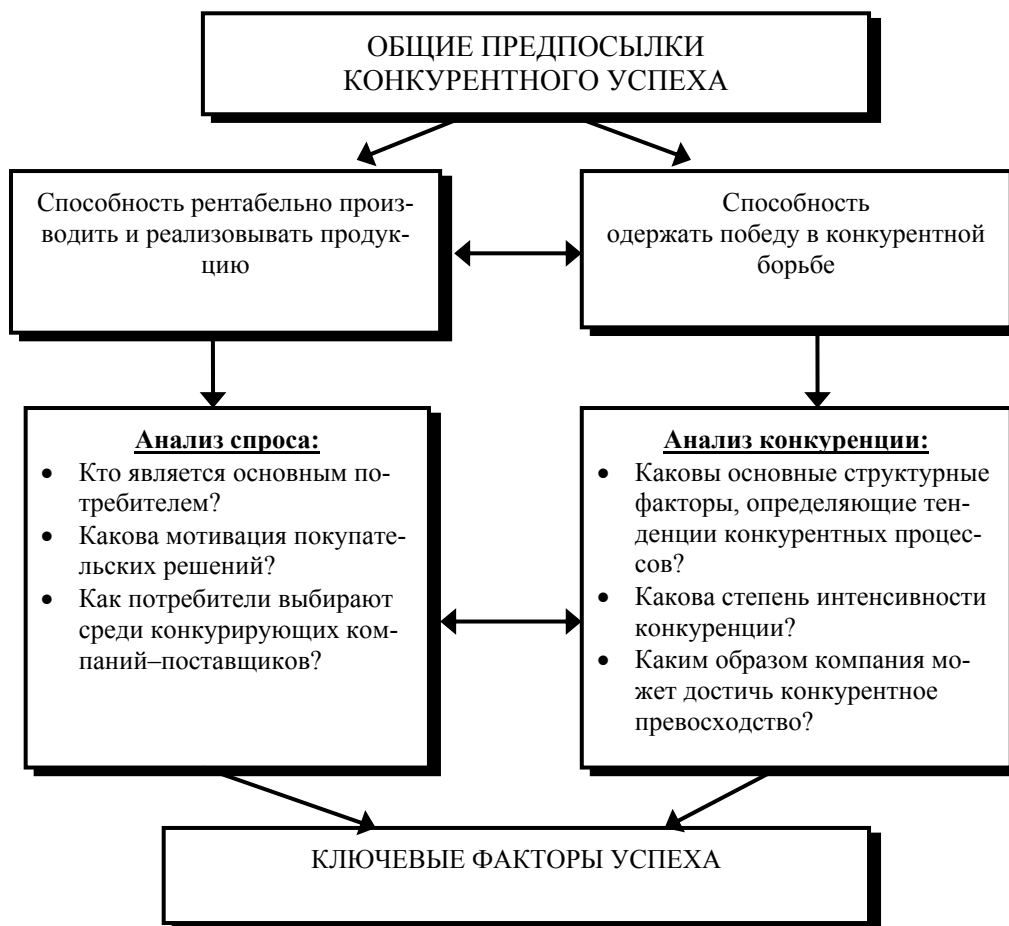 ОБЩИЕ ПРЕДПОСЫЛКИ
КОНКУРЕНТНОГО УСПЕХА
Способность рентабельно произ-
водить и реализовывать продук-
цию
Способность
одержать победу в конкурентной
борьбе
Анализ спроса:
• Кто является основным по-
требителем?
• Какова мотивация покупате-
льских решений?
• Как потребители выбирают
среди конкурирующих ком-
паний–поставщиков?
Анализ конкуренции:
• Каковы основные структурные
факторы, определяющие тен-
денции конкурентных процес-
сов?
• Какова степень интенсивности
конкуренции?
• Каким образом компания мо-
жет достичь конкурентное
превосходство?
КЛЮЧЕВЫЕ ФАКТОРЫ УСПЕХА